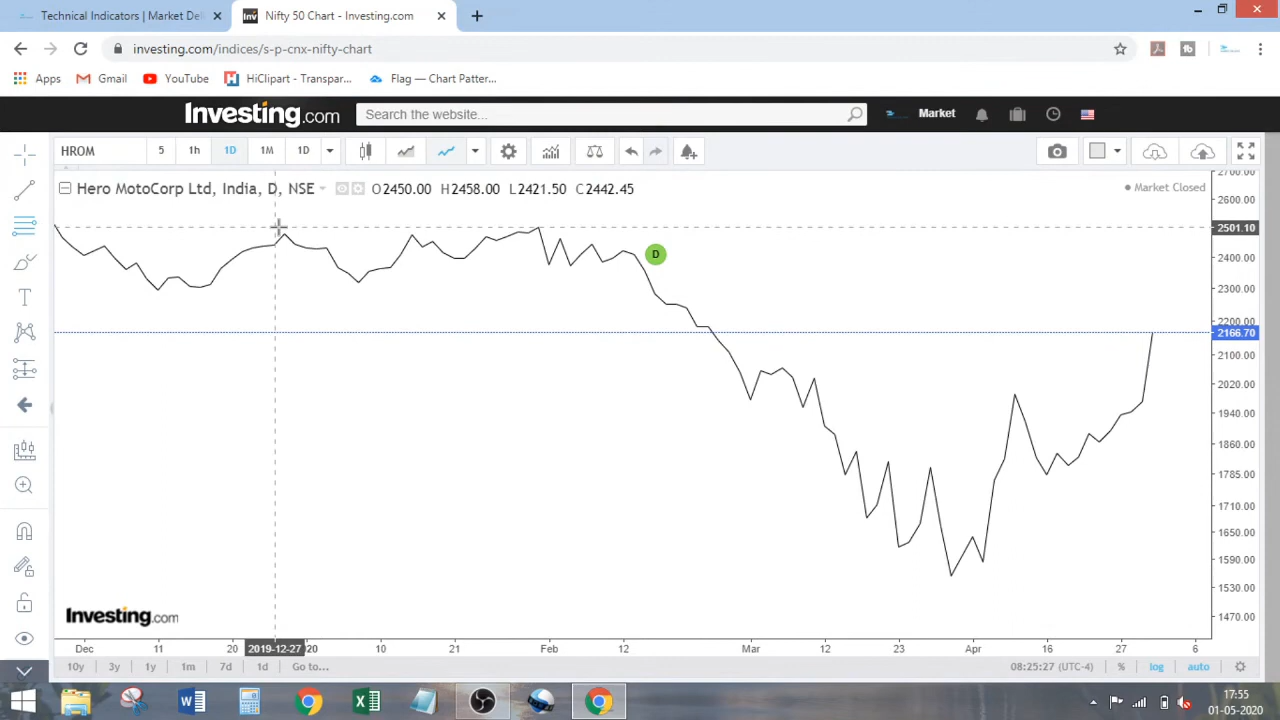 Technical Indicators | Market De
Nifty 50 Chart - Investing.com
investing.com/indices/s-p-cnx-nifty-chart
Apps
Gmail
YouTube
HiClipart - Transpar...
Flag — Chart Patter...
Investing.com
Search the website...
Market
HROM
5
1h
1D
1M
1D
Hero MotoCorp Ltd, India, D, NSE
O2450.00 H2458.00 L2421.50 C2442.45
Market Closed
2700.00
2600.00
2501.10
2400.00
2300.00
2200.00
2166.70
2100.00
2020.00
1940.00
1860.00
1785.00
1710.00
1650.00
1590.00
1530.00
1470.00
D
Investing.com
Dec 11 20 2019-12-27 '20 10 21 Feb 12 Mar 12 23 Apr 16 27 6
10y 3y 1y 1m 7d 1d Go to...
08:25:27 (UTC-4) % log auto
17:55
01-05-2020